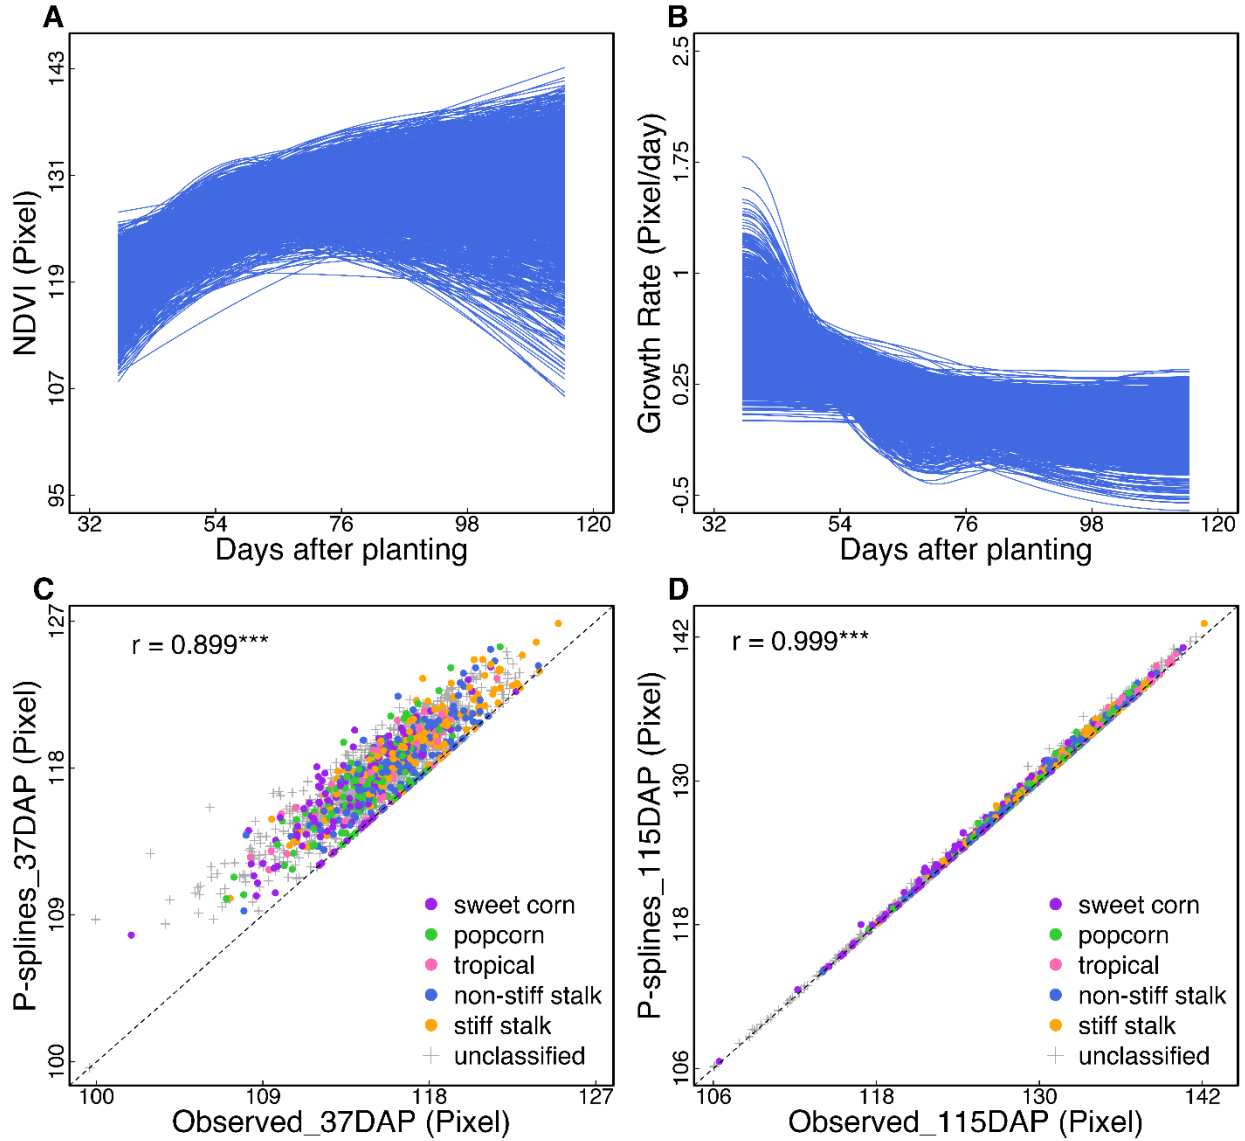 A
NDVI (Pixel)
143
131
119
107
95
32 54 76 98 120
Days after planting
B
Growth Rate (Pixel/day)
2.5
1.75
1
0.25
-0.5
32 54 76 98 120
Days after planting
C
P-splines_37DAP (Pixel)
127
118
109
100
r = 0.899***
sweet corn
popcorn
tropical
non-stiff stalk
stiff stalk
unclassified
100 109 118 127
Observed_37DAP (Pixel)
D
P-splines_115DAP (Pixel)
142
130
118
106
r = 0.999***
sweet corn
popcorn
tropical
non-stiff stalk
stiff stalk
unclassified
106 118 130 142
Observed_115DAP (Pixel)